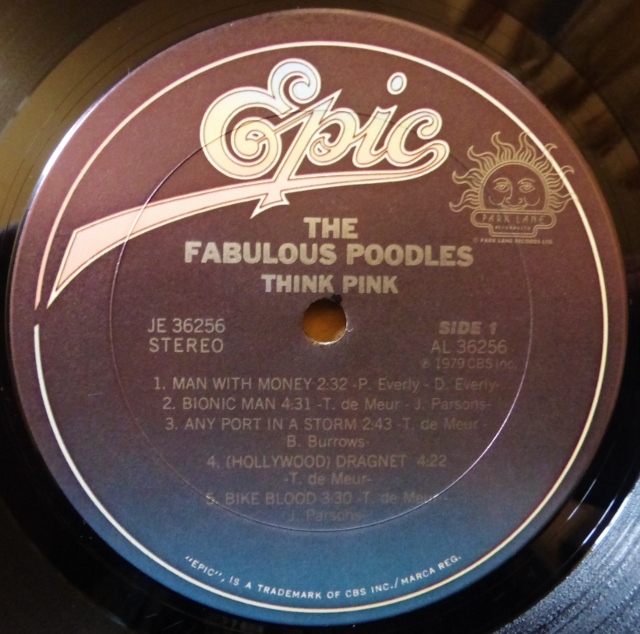 Epic
PARK LANE
© PARK LANE RECORDS LTD.
THE
FABULOUS POODLES
THINK PINK
JE 36256
STEREO
SIDE 1
AL 36256
℗ 1979 CBS Inc.
1. MAN WITH MONEY 2:32 -P. Everly - D. Everly-
2. BIONIC MAN 4:31 -T. de Meur - J. Parsons-
3. ANY PORT IN A STORM 2:43 -T. de Meur -
B. Burrows-
4. (HOLLYWOOD) DRAGNET 4:22
-T. de Meur-
5. BIKE BLOOD 3:30 -T. de Meur -
J. Parsons-
"EPIC", IS A TRADEMARK OF CBS INC./MARCA REG.